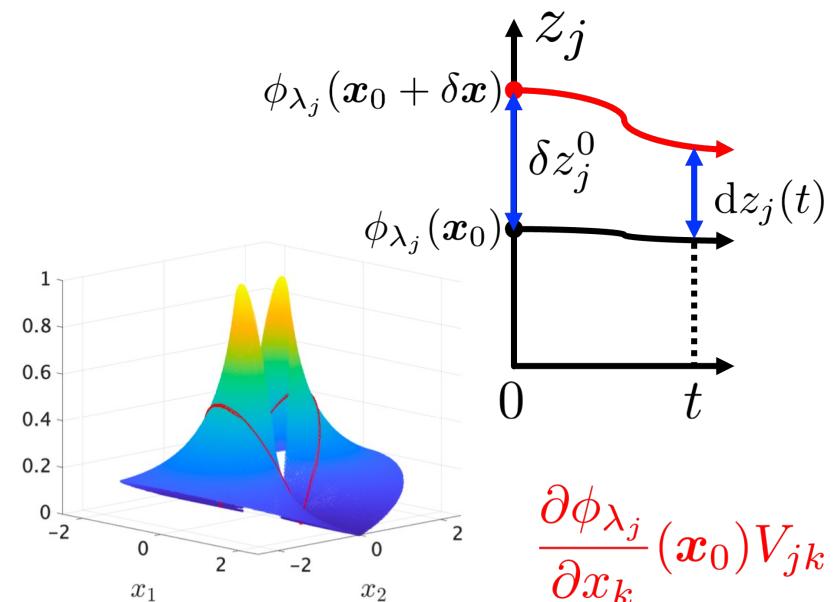 z_j
ϕ_{λ_j}(x_0 + δx)
δz_j^0
dz_j(t)
ϕ_{λ_j}(x_0)
0
t
1
0.8
0.6
0.4
0.2
0
-2
0
2
-2
0
2
x_1
x_2
\frac{∂ϕ_{λ_j}}{∂x_k}(x_0)V_{jk}